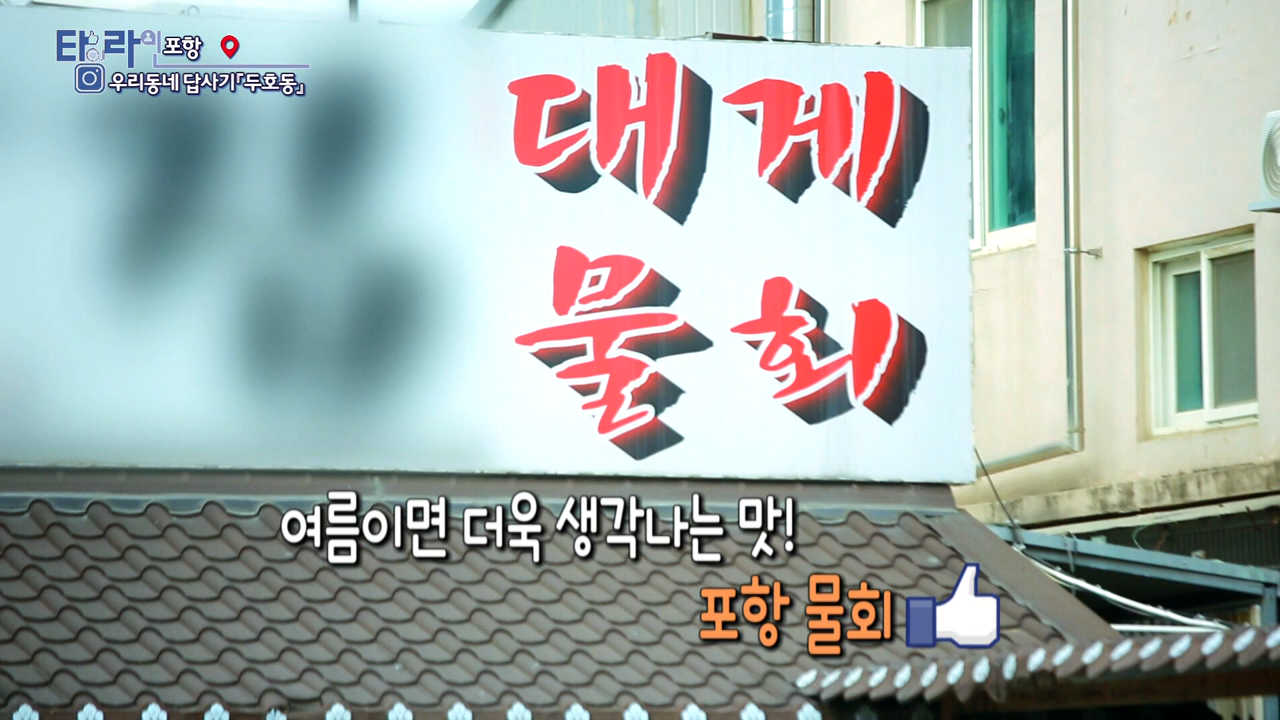 타라의 포항
우리동네 답사기「두호동」
대게
물회
여름이면 더욱 생각나는 맛!
포항 물회